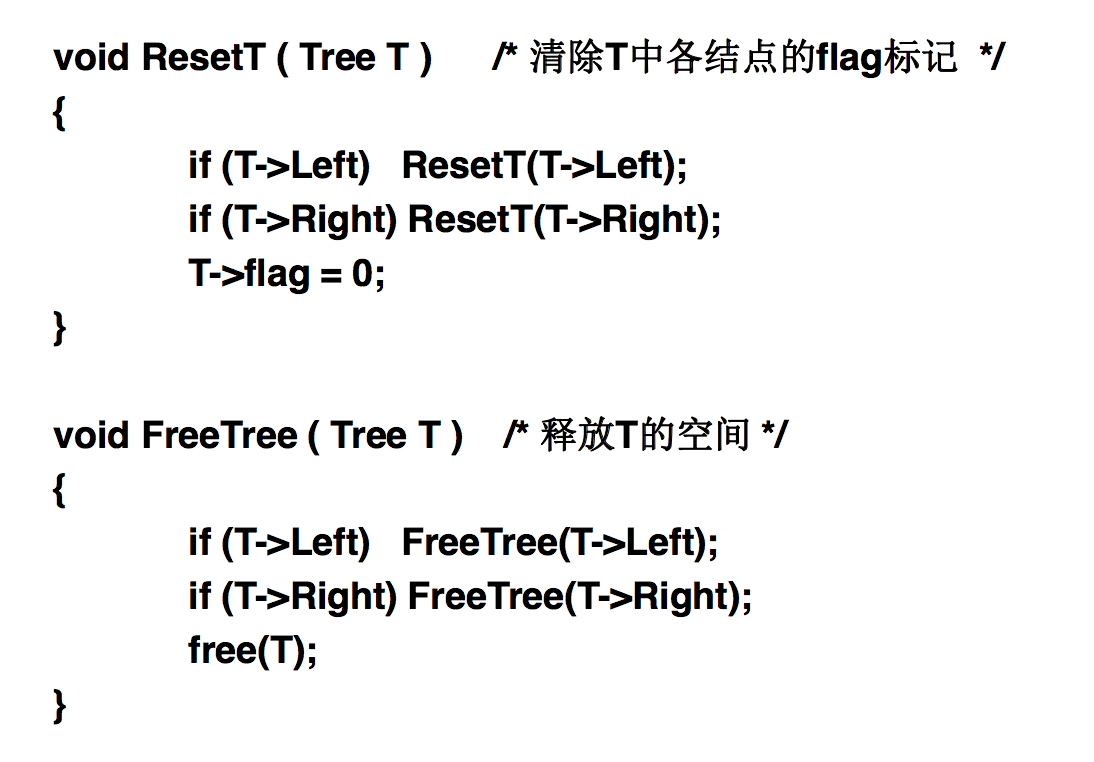 void ResetT ( Tree T ) /* 清除T中各结点的flag标记 */
{
if (T->Left) ResetT(T->Left);
if (T->Right) ResetT(T->Right);
T->flag = 0;
}
void FreeTree ( Tree T ) /* 释放T的空间 */
{
if (T->Left) FreeTree(T->Left);
if (T->Right) FreeTree(T->Right);
free(T);
}